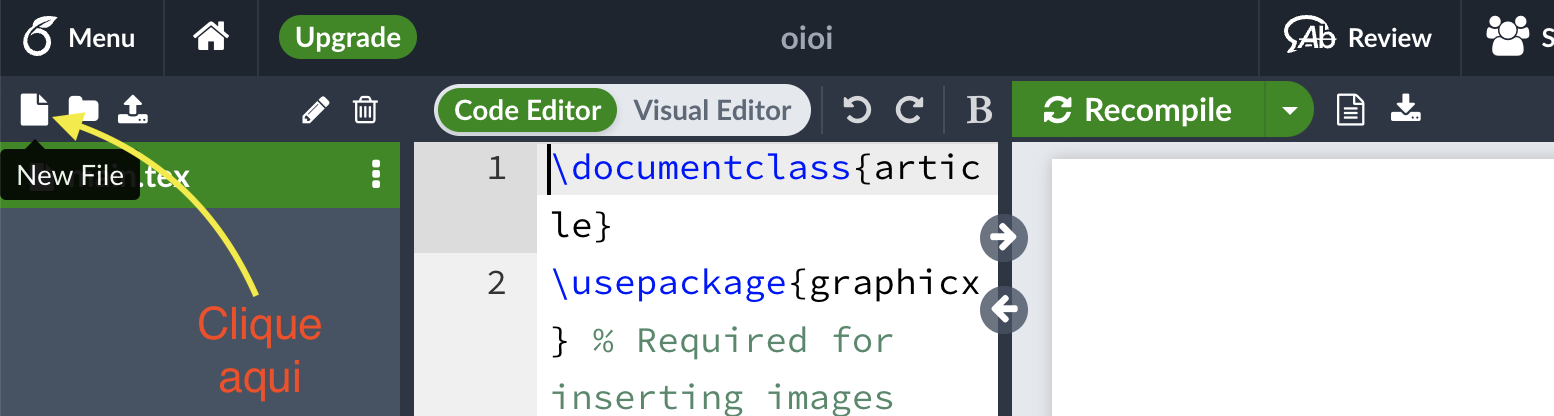 Menu
Upgrade
oioi
Ab Review
Code Editor Visual Editor
B
Recompile
New File
.tex
1 \documentclass{artic
le}
2 \usepackage{graphicx
} % Required for
inserting images
Clique
aqui